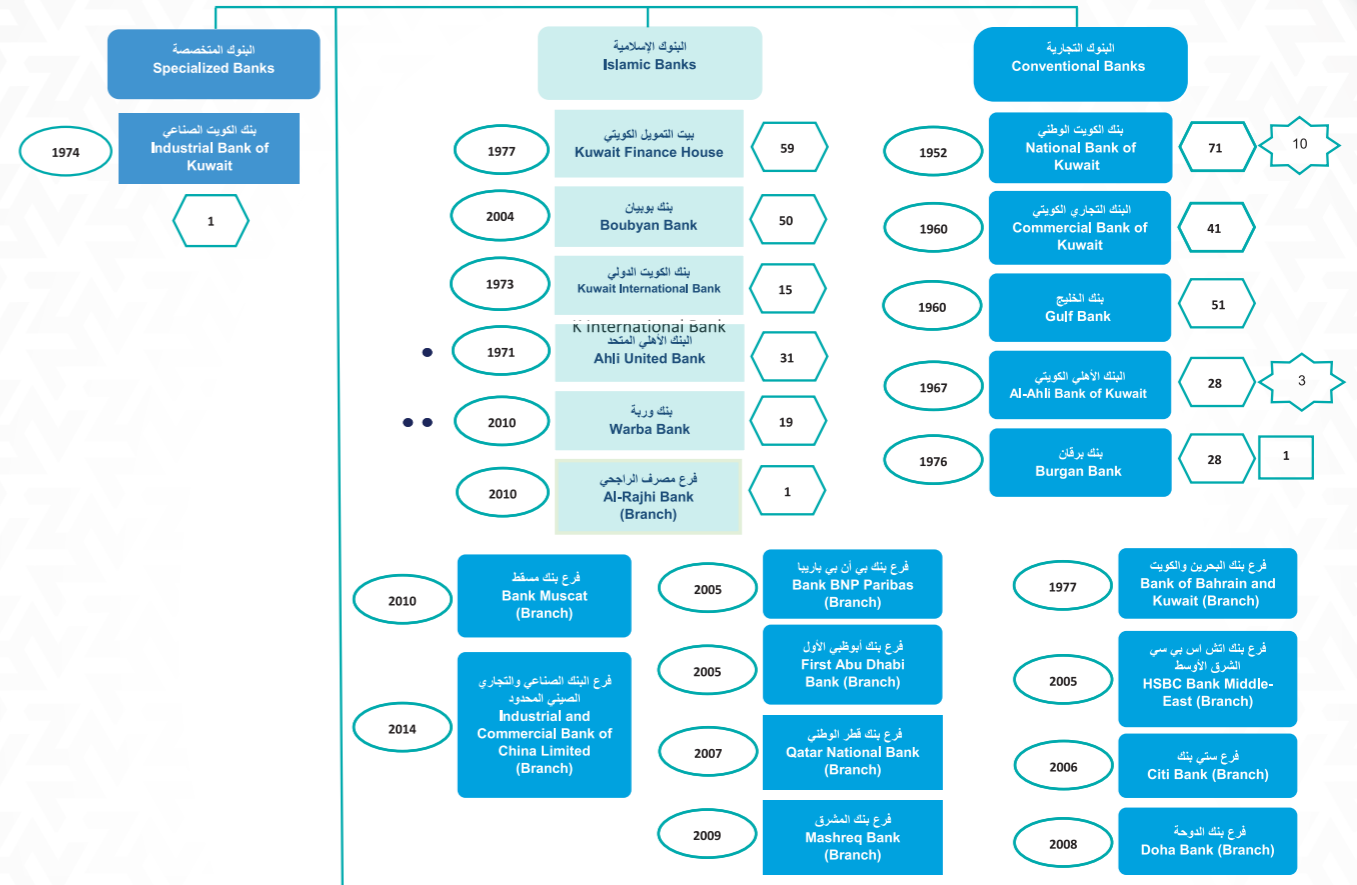 البنوك المتخصصة
Specialized Banks
بنك الكويت الصناعي
Industrial Bank of
Kuwait
1974
1
البنوك الإسلامية
Islamic Banks
1977
بيت التمويل الكويتي
Kuwait Finance House
59
2004
بنك بوبيان
Boubyan Bank
50
1973
بنك الكويت الدولي
Kuwait International Bank
15
K International Bank
• 1971
البنك الأهلي المتحد
Ahli United Bank
31
•• 2010
بنك وربة
Warba Bank
19
2010
فرع مصرف الراجحي
Al-Rajhi Bank
(Branch)
1
البنوك التجارية
Conventional Banks
1952
بنك الكويت الوطني
National Bank of
Kuwait
71
10
1960
البنك التجاري الكويتي
Commercial Bank of
Kuwait
41
1960
بنك الخليج
Gulf Bank
51
1967
البنك الأهلي الكويتي
Al-Ahli Bank of Kuwait
28
3
1976
بنك برقان
Burgan Bank
28
1
2010
فرع بنك مسقط
Bank Muscat
(Branch)
2014
فرع البنك الصناعي والتجاري
الصيني المحدود
Industrial and
Commercial Bank of
China Limited
(Branch)
2005
فرع بنك بي أن بي باريبا
Bank BNP Paribas
(Branch)
2005
فرع بنك أبوظبي الأول
First Abu Dhabi
Bank (Branch)
2007
فرع بنك قطر الوطني
Qatar National Bank
(Branch)
2009
فرع بنك المشرق
Mashreq Bank
(Branch)
1977
فرع بنك البحرين والكويت
Bank of Bahrain and
Kuwait (Branch)
2005
فرع بنك اتش اس بي سي
الشرق الأوسط
HSBC Bank Middle-
East (Branch)
2006
فرع ستي بنك
Citi Bank (Branch)
2008
فرع بنك الدوحة
Doha Bank (Branch)